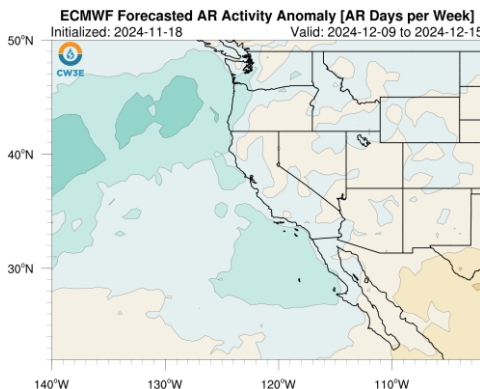 ECMWF Forecasted AR Activity Anomaly [AR Days per Week]
Initialized: 2024-11-18 Valid: 2024-12-09 to 2024-12-15
50°N
CW3E
40°N
30°N
140°W 130°W 120°W 110°W